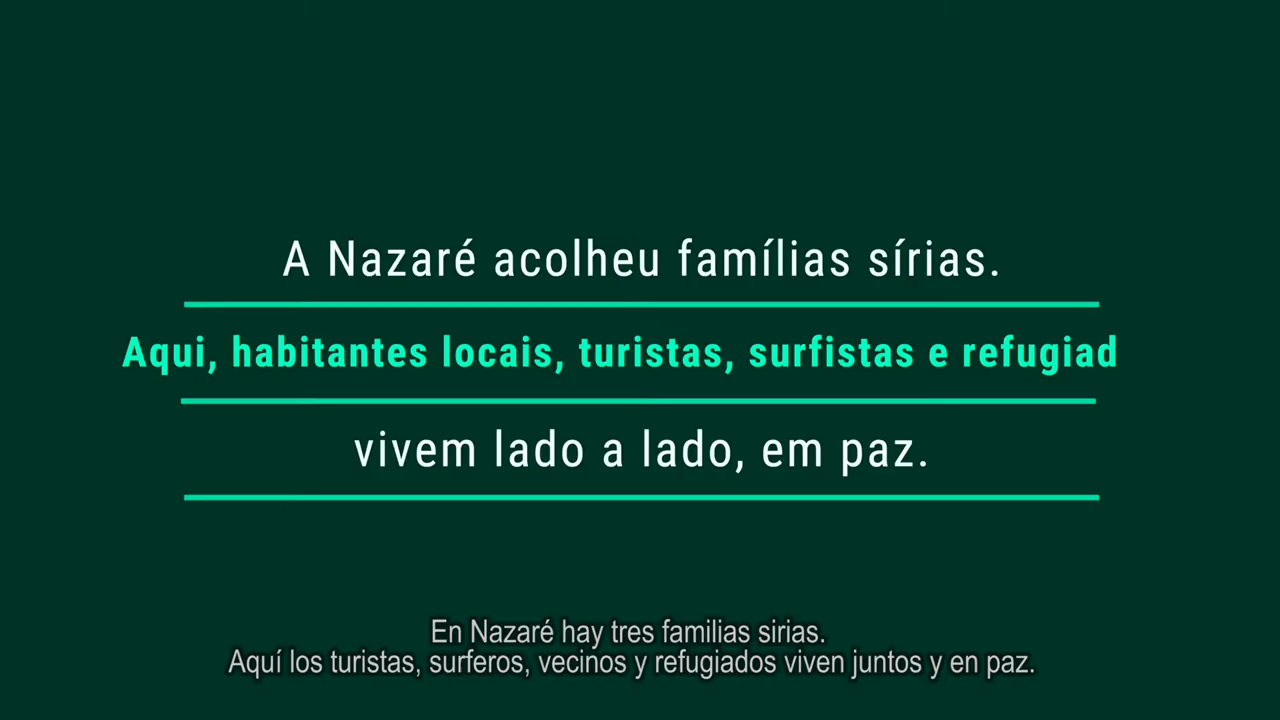 A Nazaré acolheu famílias sírias.
Aqui, habitantes locais, turistas, surfistas e refugiad
vivem lado a lado, em paz.
En Nazaré hay tres familias sirias.
Aquí los turistas, surferos, vecinos y refugiados viven juntos y en paz.